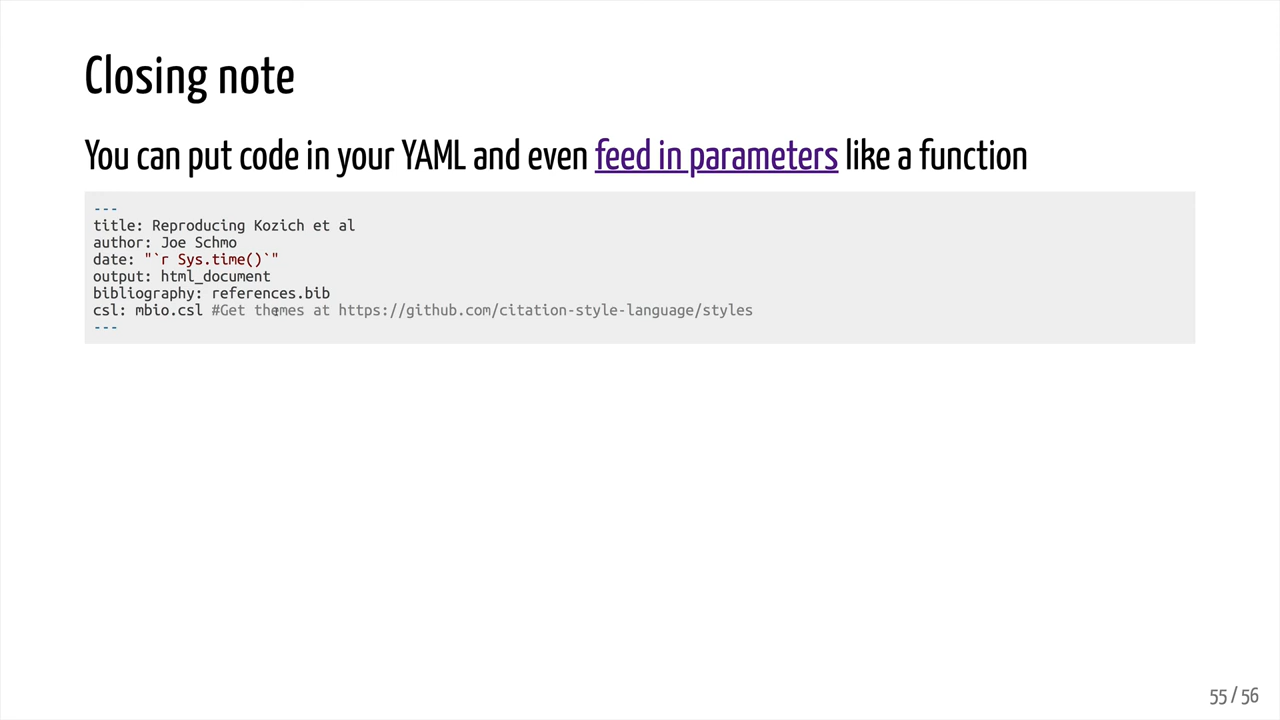 Closing note
You can put code in your YAML and even feed in parameters like a function
---
title: Reproducing Kozich et al
author: Joe Schmo
date: "`r Sys.time()`"
output: html_document
bibliography: references.bib
csl: mbio.csl #Get themes at https://github.com/citation-style-language/styles
---
55 / 56